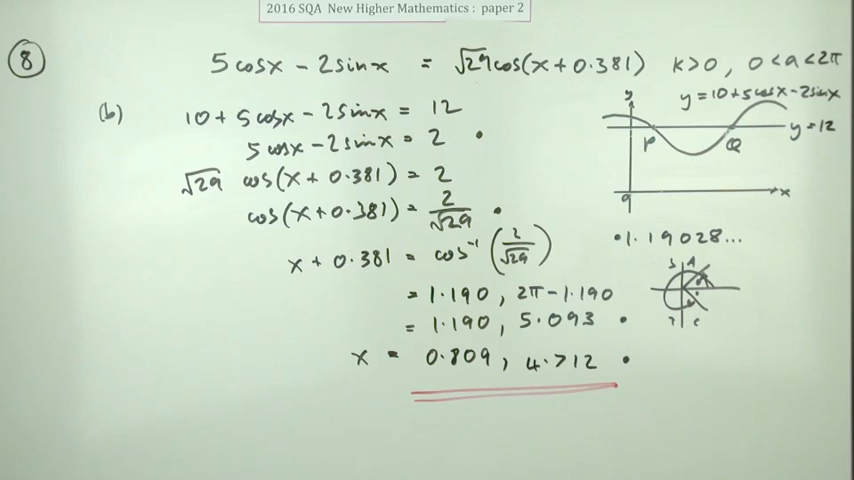 2016 SQA New Higher Mathematics : paper 2
8
5cosx - 2sinx = √29cos(x+0.381) k>0, 0<a<2π
(b) 10+5cosx-2sinx = 12
5cosx-2sinx = 2
√29 cos(x+0.381) = 2
cos(x+0.381) = 2/√29
x+0.381 = cos⁻¹(2/√29)
= 1.190, 2π-1.190
= 1.190, 5.093
x = 0.809, 4.712
y
y=10+5cosx-2sinx
y=12
P
Q
x
1.19028...
S A
T C